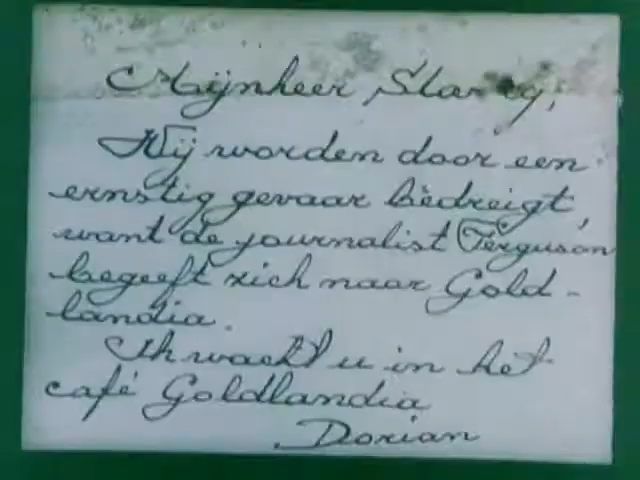 Mijnheer
Wij worden door een
ernstig gevaar bedreigt,
want de journalist Ferguson
begeeft zich naar Gold-
landia.
Ik wacht u in het
café Goldlandia
Dorian